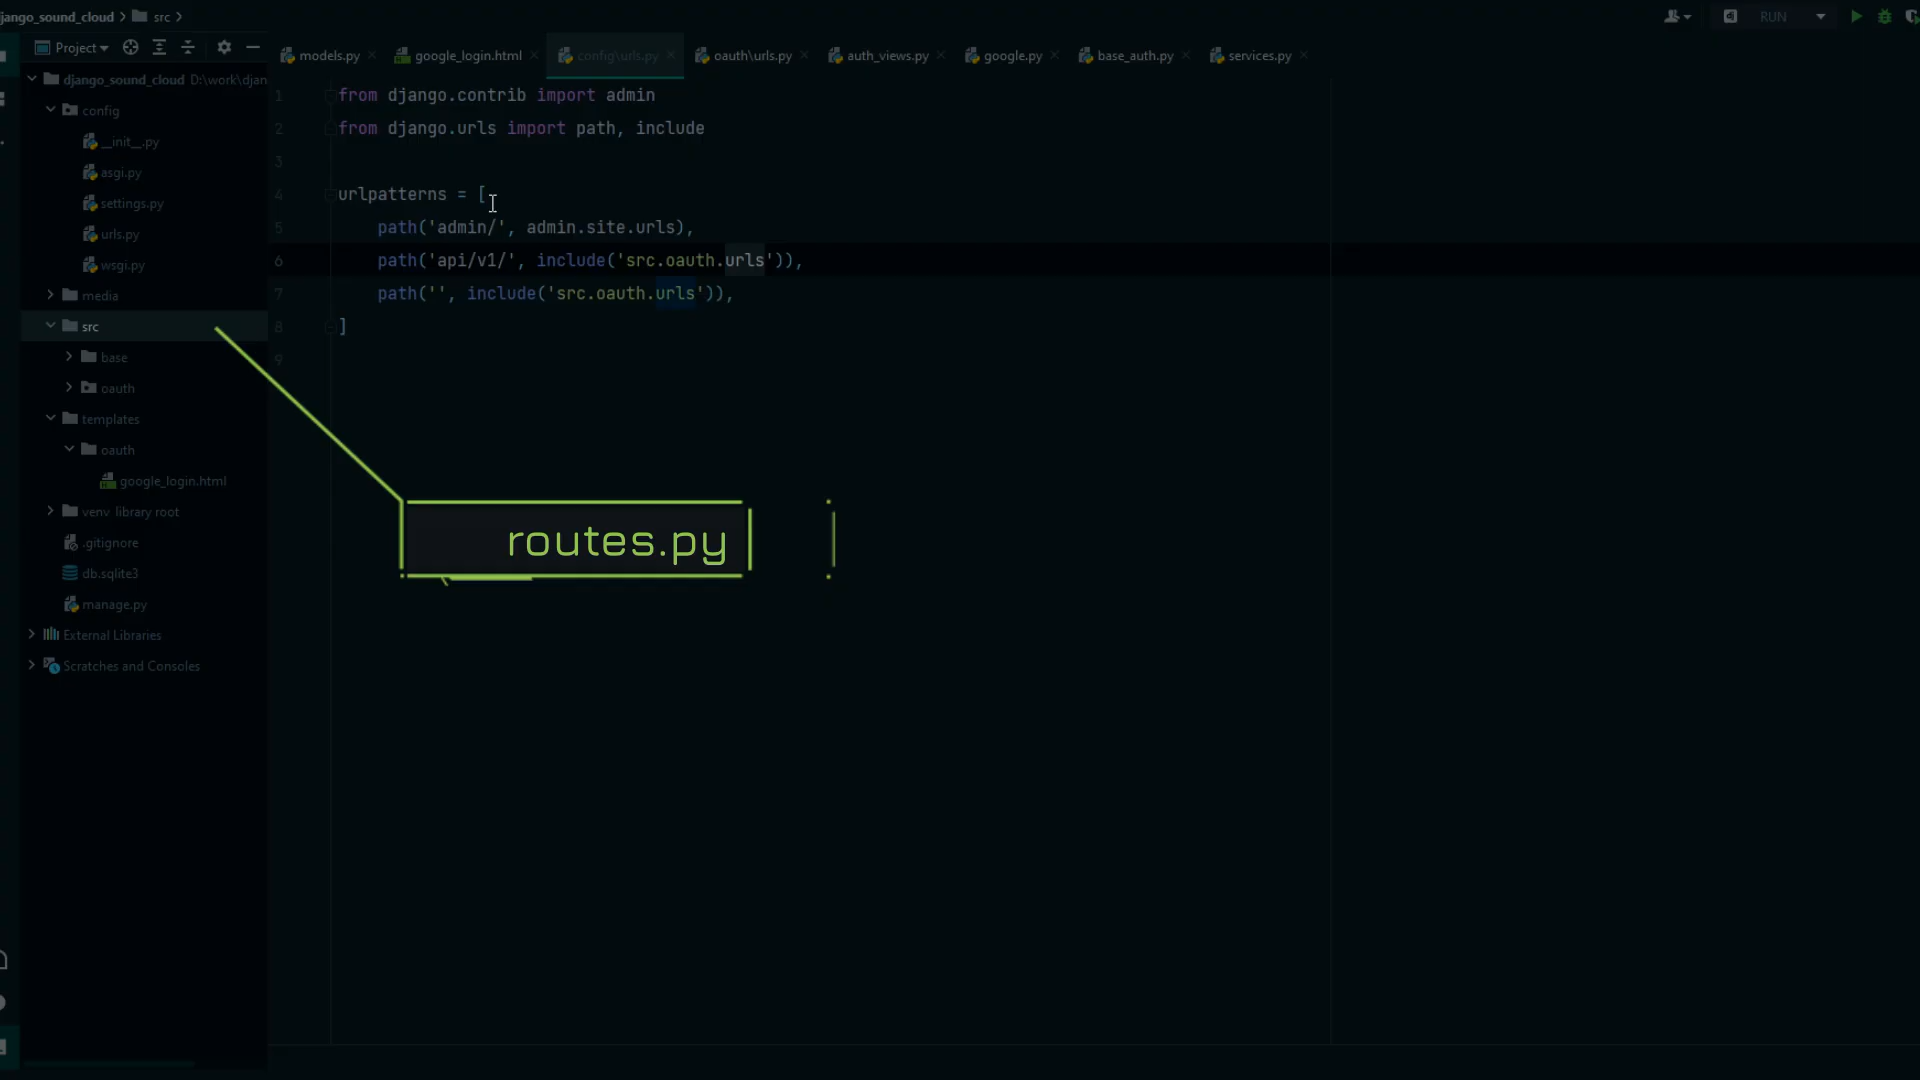 django_sound_cloud > src >
RUN
Project
models.py
google_login.html
config\urls.py
oauth\urls.py
auth_views.py
google.py
base_auth.py
services.py
django_sound_cloud D:\work\djan
config
__init__.py
asgi.py
settings.py
urls.py
wsgi.py
media
src
base
oauth
templates
oauth
google_login.html
venv library root
.gitignore
db.sqlite3
manage.py
External Libraries
Scratches and Consoles
1 from django.contrib import admin
2 from django.urls import path, include
3
4 urlpatterns = [
5 path('admin/', admin.site.urls),
6 path('api/v1/', include('src.oauth.urls')),
7 path('', include('src.oauth.urls')),
8 ]
9
routes.py